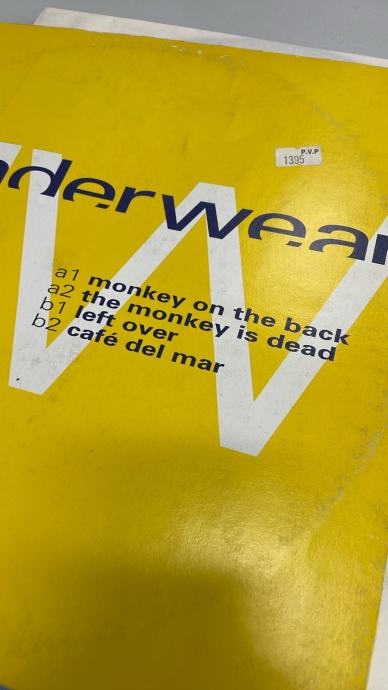 P.V.P
1395
nderwear
a1 monkey on the back
a2 the monkey is dead
b1 left over
b2 café del mar